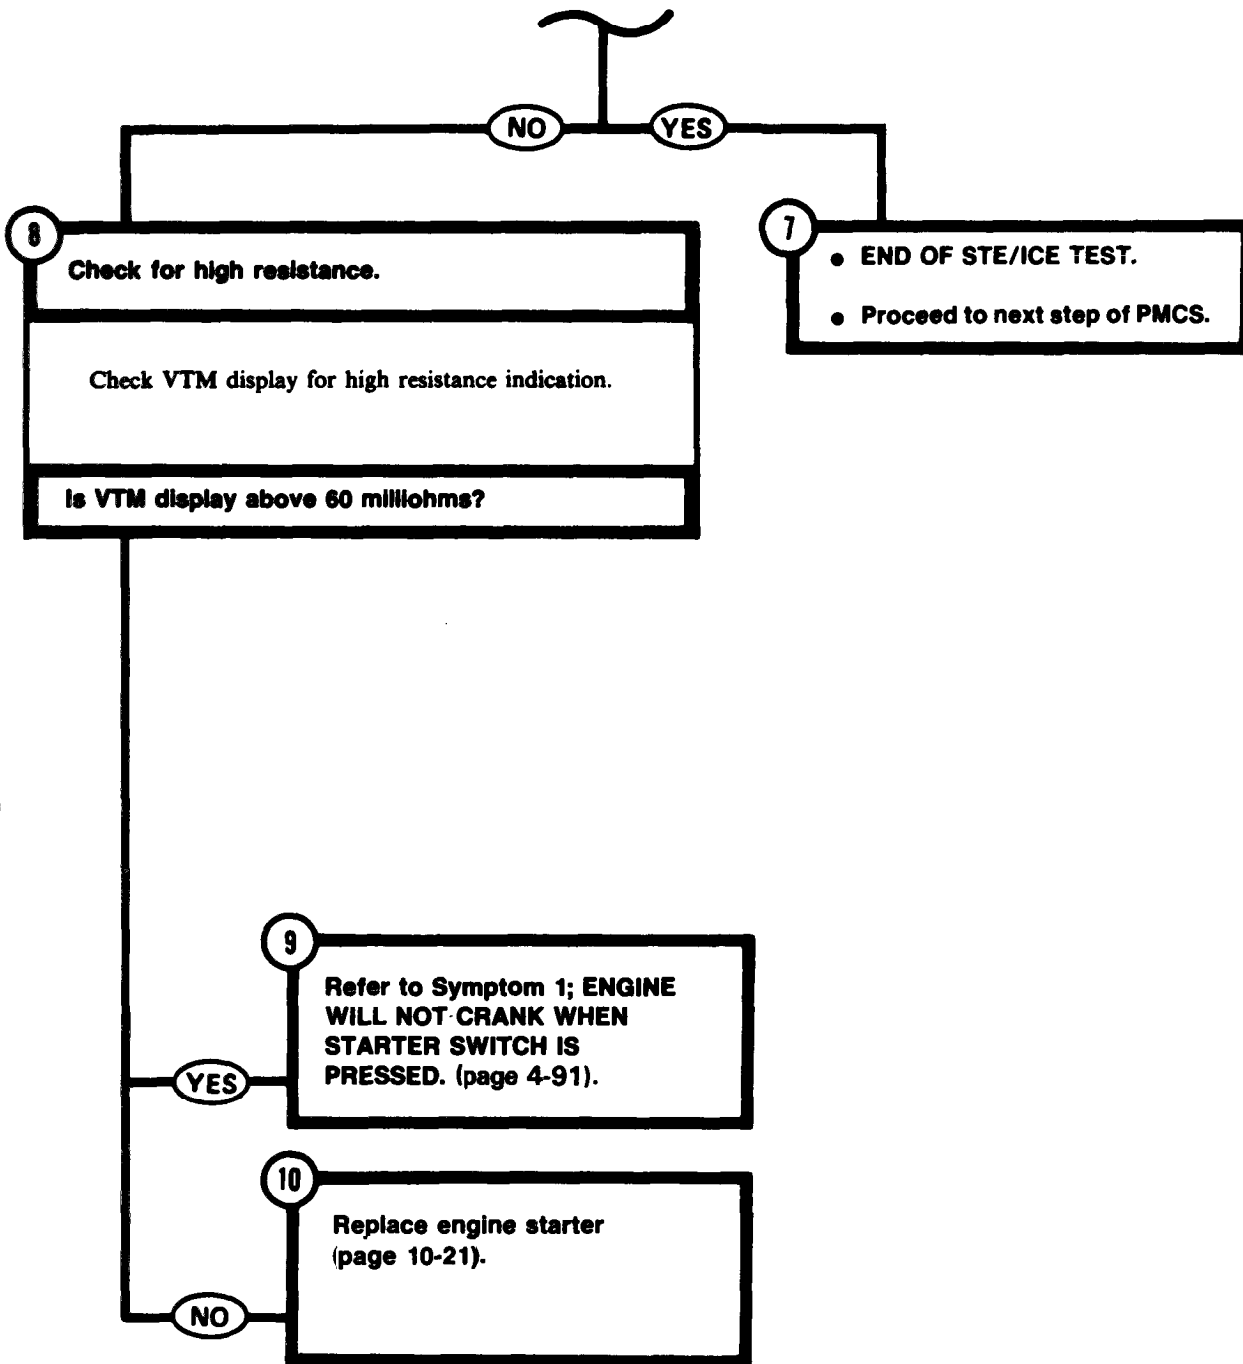 NO
YES
8
Check for high resistance.
Check VTM display for high resistance indication.
Is VTM display above 60 milliohms?
7
• END OF STE/ICE TEST.
• Proceed to next step of PMCS.
9
Refer to Symptom 1; ENGINE
WILL NOT CRANK WHEN
STARTER SWITCH IS
PRESSED. (page 4-91).
YES
10
Replace engine starter
(page 10-21).
NO